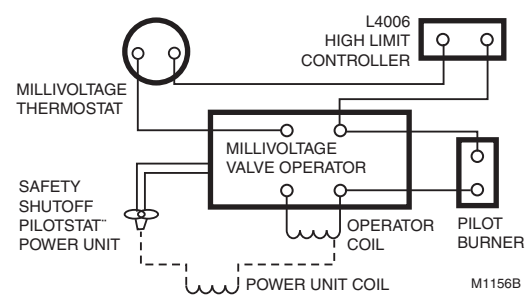 L4006
HIGH LIMIT
CONTROLLER
MILLIVOLTAGE
THERMOSTAT
MILLIVOLTAGE
VALVE OPERATOR
SAFETY
SHUTOFF
PILOTSTAT¨
POWER UNIT
OPERATOR
COIL
PILOT
BURNER
POWER UNIT COIL
M1156B